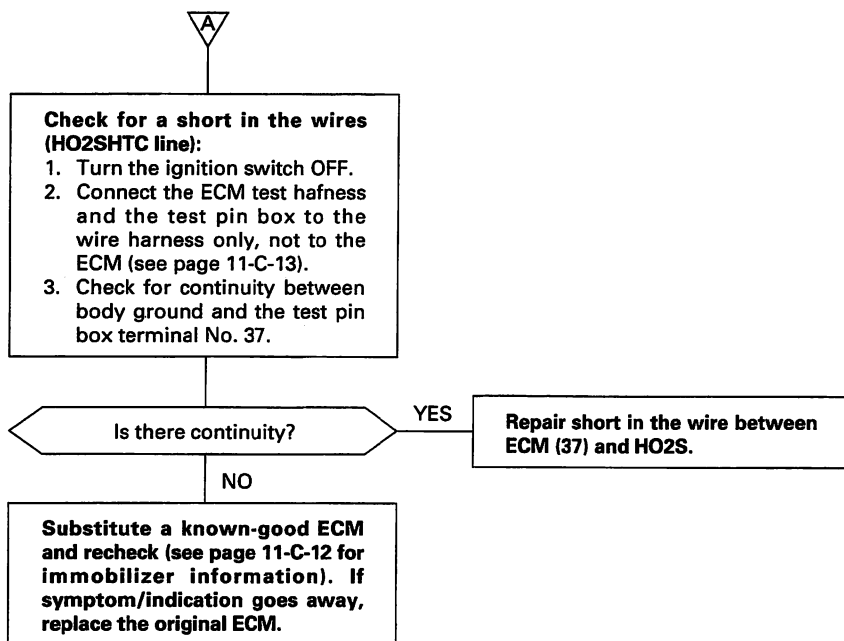 A
Check for a short in the wires
(HO2SHTC line):
1. Turn the ignition switch OFF.
2. Connect the ECM test hafness
and the test pin box to the
wire harness only, not to the
ECM (see page 11-C-13).
3. Check for continuity between
body ground and the test pin
box terminal No. 37.
Is there continuity?
YES
Repair short in the wire between
ECM (37) and HO2S.
NO
Substitute a known-good ECM
and recheck (see page 11-C-12 for
immobilizer information). If
symptom/indication goes away,
replace the original ECM.